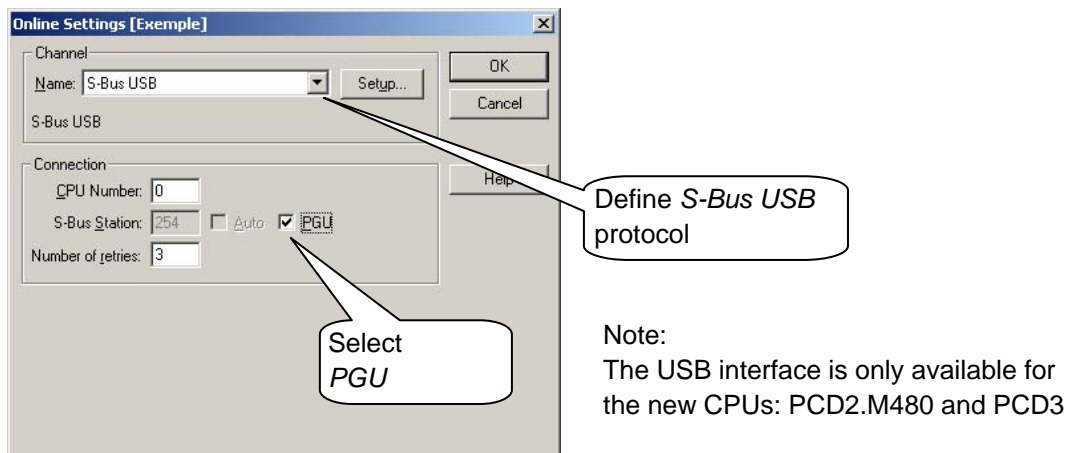 Online Settings [Exemple]
Channel
Name: S-Bus USB
Setup...
S-Bus USB
OK
Cancel
Help
Connection
CPU Number: 0
S-Bus Station: 254 Auto PGU
Number of retries: 3
Define S-Bus USB
protocol
Select
PGU
Note:
The USB interface is only available for
the new CPUs: PCD2.M480 and PCD3